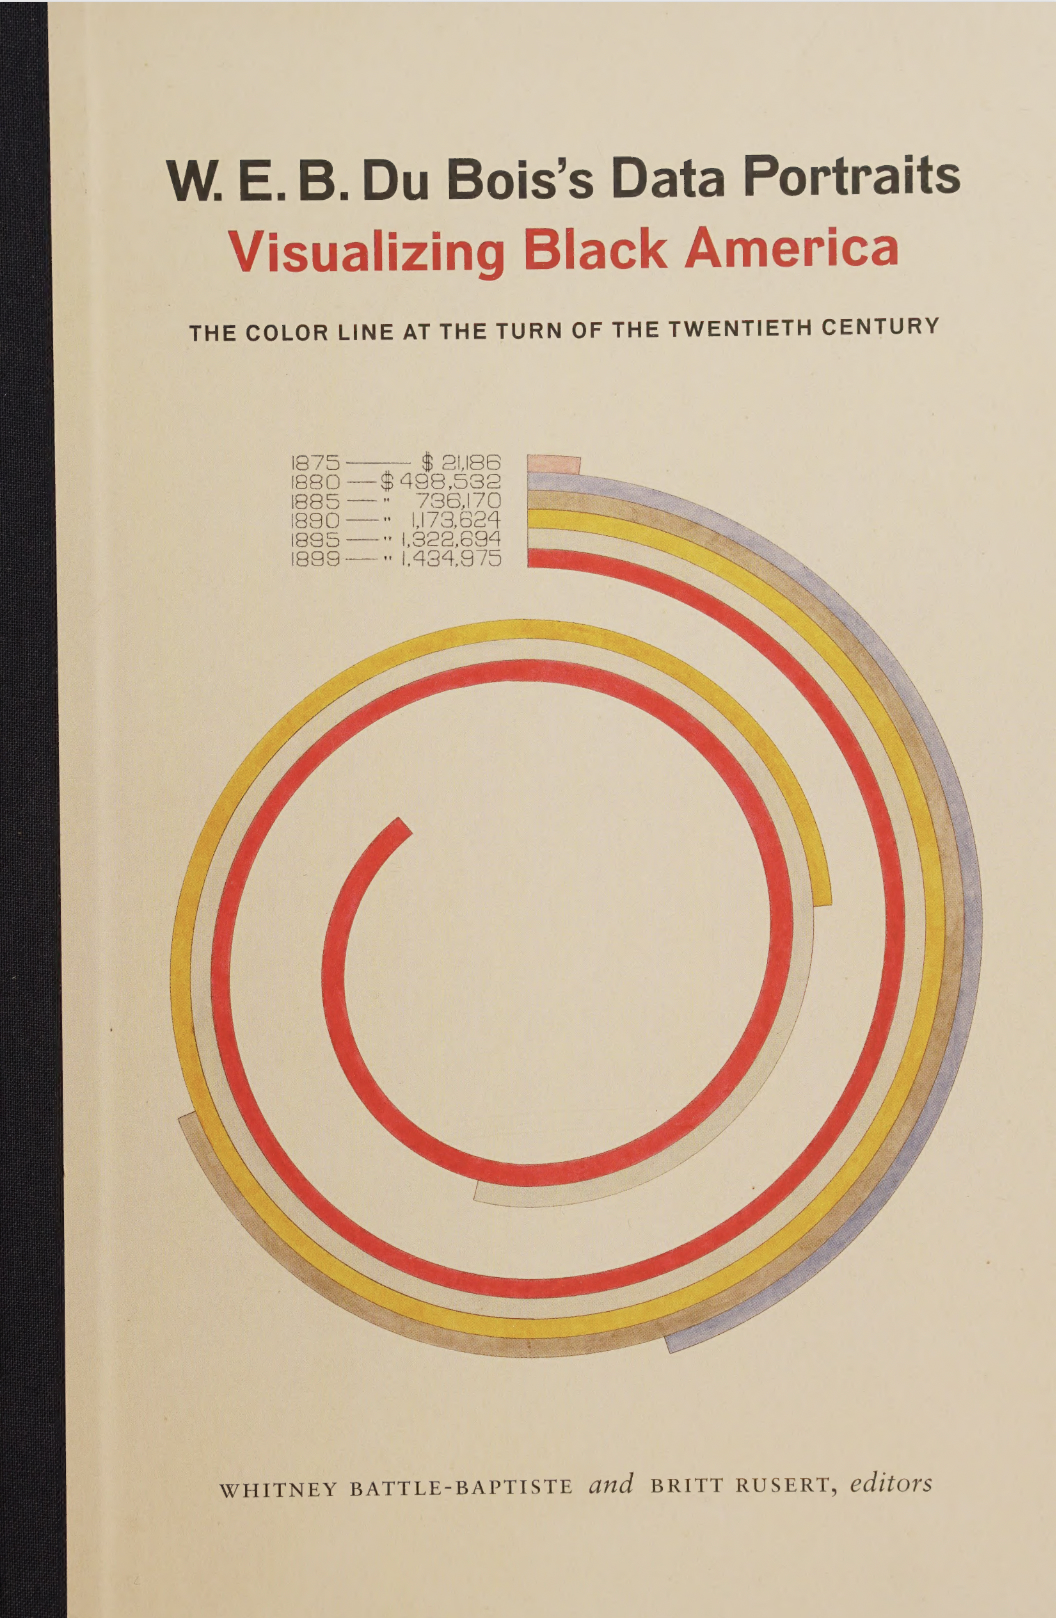 W. E. B. Du Bois's Data Portraits
Visualizing Black America
THE COLOR LINE AT THE TURN OF THE TWENTIETH CENTURY
1875 —— $ 21,186
1880 — $ 498,532
1885 — " 736,170
1890 — " 1,173,624
1895 — " 1,322,694
1899 — " 1,434,975
WHITNEY BATTLE-BAPTISTE and BRITT RUSERT, editors